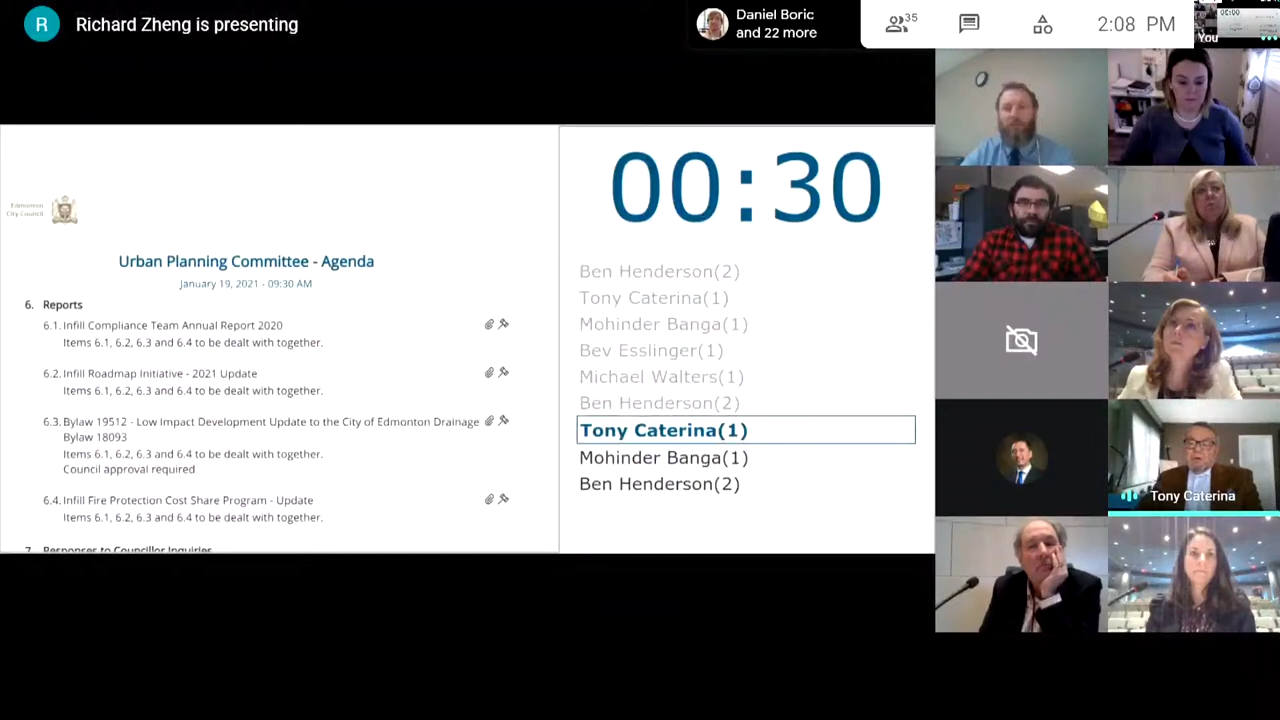 R
Richard Zheng is presenting
Daniel Boric
and 22 more
35
2:08 PM
You
Edmonton
City Council
Urban Planning Committee - Agenda
January 19, 2021 - 09:30 AM
6. Reports
6.1. Infill Compliance Team Annual Report 2020
Items 6.1, 6.2, 6.3 and 6.4 to be dealt with together.
6.2. Infill Roadmap Initiative - 2021 Update
Items 6.1, 6.2, 6.3 and 6.4 to be dealt with together.
6.3. Bylaw 19512 - Low Impact Development Update to the City of Edmonton Drainage
Bylaw 18093
Items 6.1, 6.2, 6.3 and 6.4 to be dealt with together.
Council approval required
6.4. Infill Fire Protection Cost Share Program - Update
Items 6.1, 6.2, 6.3 and 6.4 to be dealt with together.
7. Responses to Councillor Inquiries
00:30
Ben Henderson(2)
Tony Caterina(1)
Mohinder Banga(1)
Bev Esslinger(1)
Michael Walters(1)
Ben Henderson(2)
Tony Caterina(1)
Mohinder Banga(1)
Ben Henderson(2)
Tony Caterina